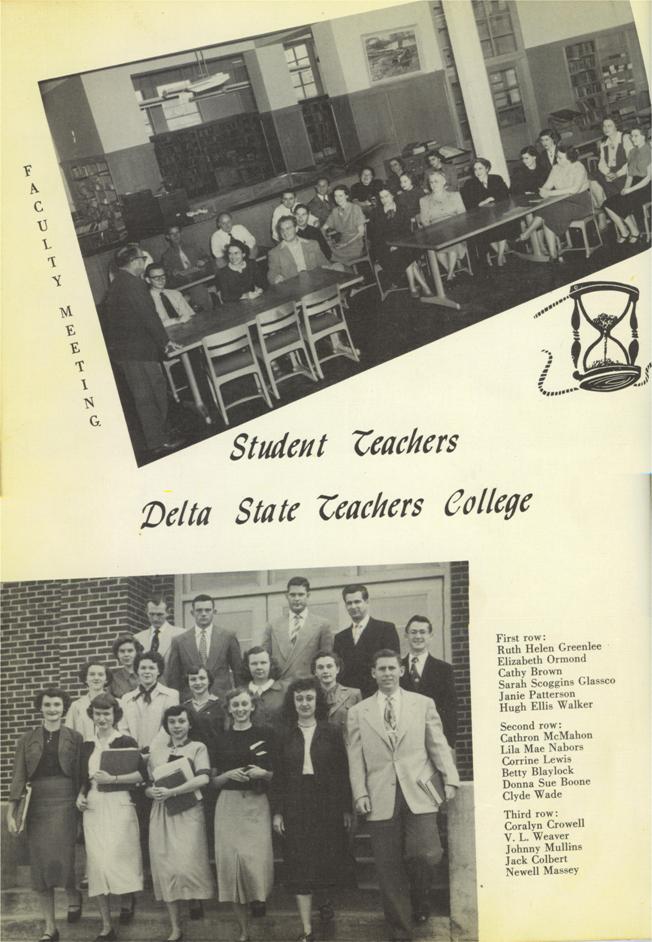 FACULTY MEETING
Student Teachers
Delta State Teachers College
First row:
Ruth Helen Greenlee
Elizabeth Ormond
Cathy Brown
Sarah Scoggins Glassco
Janie Patterson
Hugh Ellis Walker
Second row:
Cathron McMahon
Lila Mae Nabors
Corrine Lewis
Betty Blaylock
Donna Sue Boone
Clyde Wade
Third row:
Coralyn Crowell
V. L. Weaver
Johnny Mullins
Jack Colbert
Newell Massey